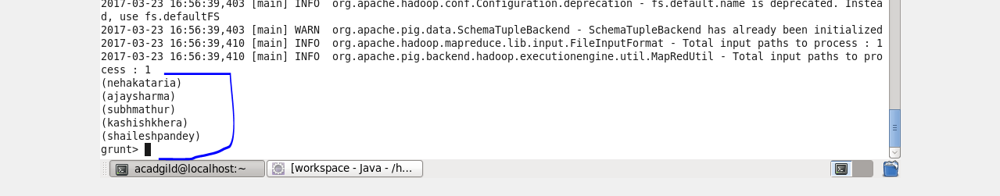 2017-03-23 16:56:39,403 [main] INFO  org.apache.hadoop.conf.Configuration.deprecation - fs.default.name is deprecated. Instea
d, use fs.defaultFS
2017-03-23 16:56:39,403 [main] WARN  org.apache.pig.data.SchemaTupleBackend - SchemaTupleBackend has already been initialized
2017-03-23 16:56:39,410 [main] INFO  org.apache.hadoop.mapreduce.lib.input.FileInputFormat - Total input paths to process : 1
2017-03-23 16:56:39,410 [main] INFO  org.apache.pig.backend.hadoop.executionengine.util.MapRedUtil - Total input paths to pro
cess : 1
(nehakataria)
(ajaysharma)
(subhmathur)
(kashishkhera)
(shaileshpandey)
grunt>
acadgild@localhost:~ [workspace - Java - /h...